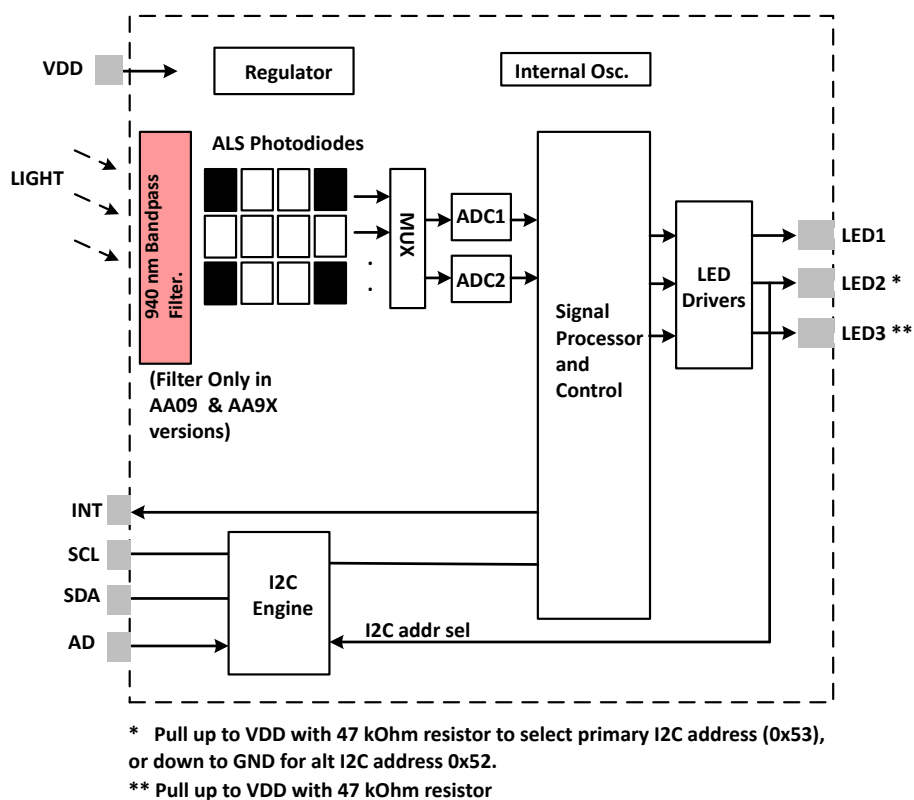 VDD
Regulator
Internal Osc.
ALS Photodiodes
LIGHT
940 nm Bandpass
Filter.
MUX
ADC1
ADC2
Signal
Processor
and
Control
LED
Drivers
LED1
LED2 *
LED3 **
(Filter Only in
AA09 & AA9X
versions)
INT
SCL
SDA
AD
I2C
Engine
I2C addr sel
* Pull up to VDD with 47 kOhm resistor to select primary I2C address (0x53),
or down to GND for alt I2C address 0x52.
** Pull up to VDD with 47 kOhm resistor